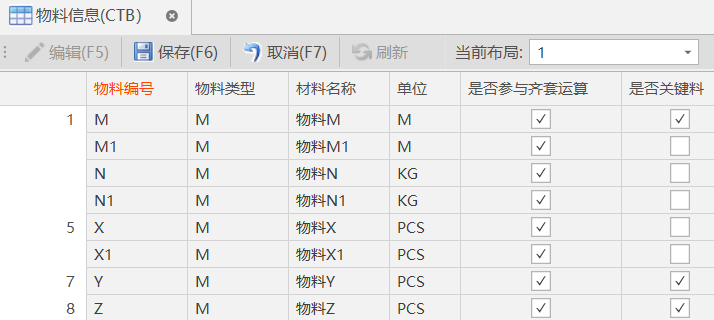 物料信息(CTB)
编辑(F5) 保存(F6) 取消(F7) 刷新 当前布局: 1
物料编号 物料类型 材料名称 单位 是否参与齐套运算 是否关键料
1 M M 物料M M
M1 M 物料M1 M
N M 物料N KG
N1 M 物料N1 KG
5 X M 物料X PCS
X1 M 物料X1 PCS
7 Y M 物料Y PCS
8 Z M 物料Z PCS